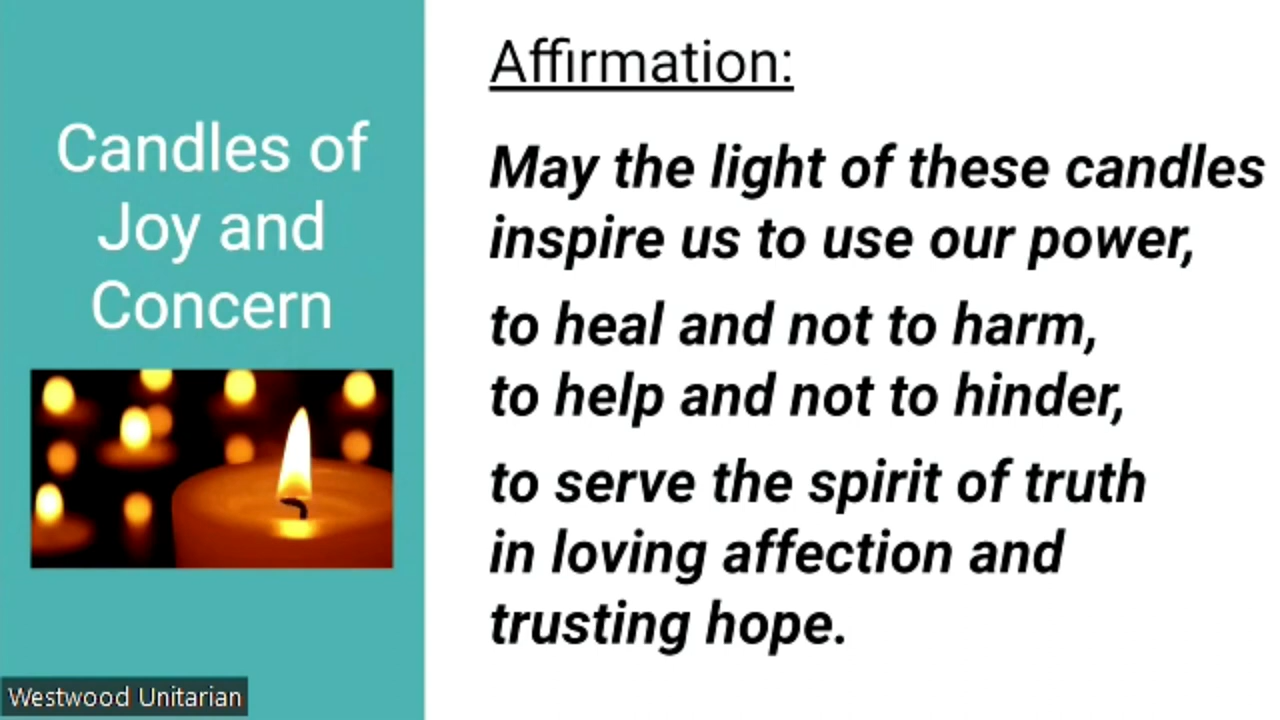 Candles of
Joy and
Concern
Affirmation:
May the light of these candles
inspire us to use our power,
to heal and not to harm,
to help and not to hinder,
to serve the spirit of truth
in loving affection and
trusting hope.
Westwood Unitarian